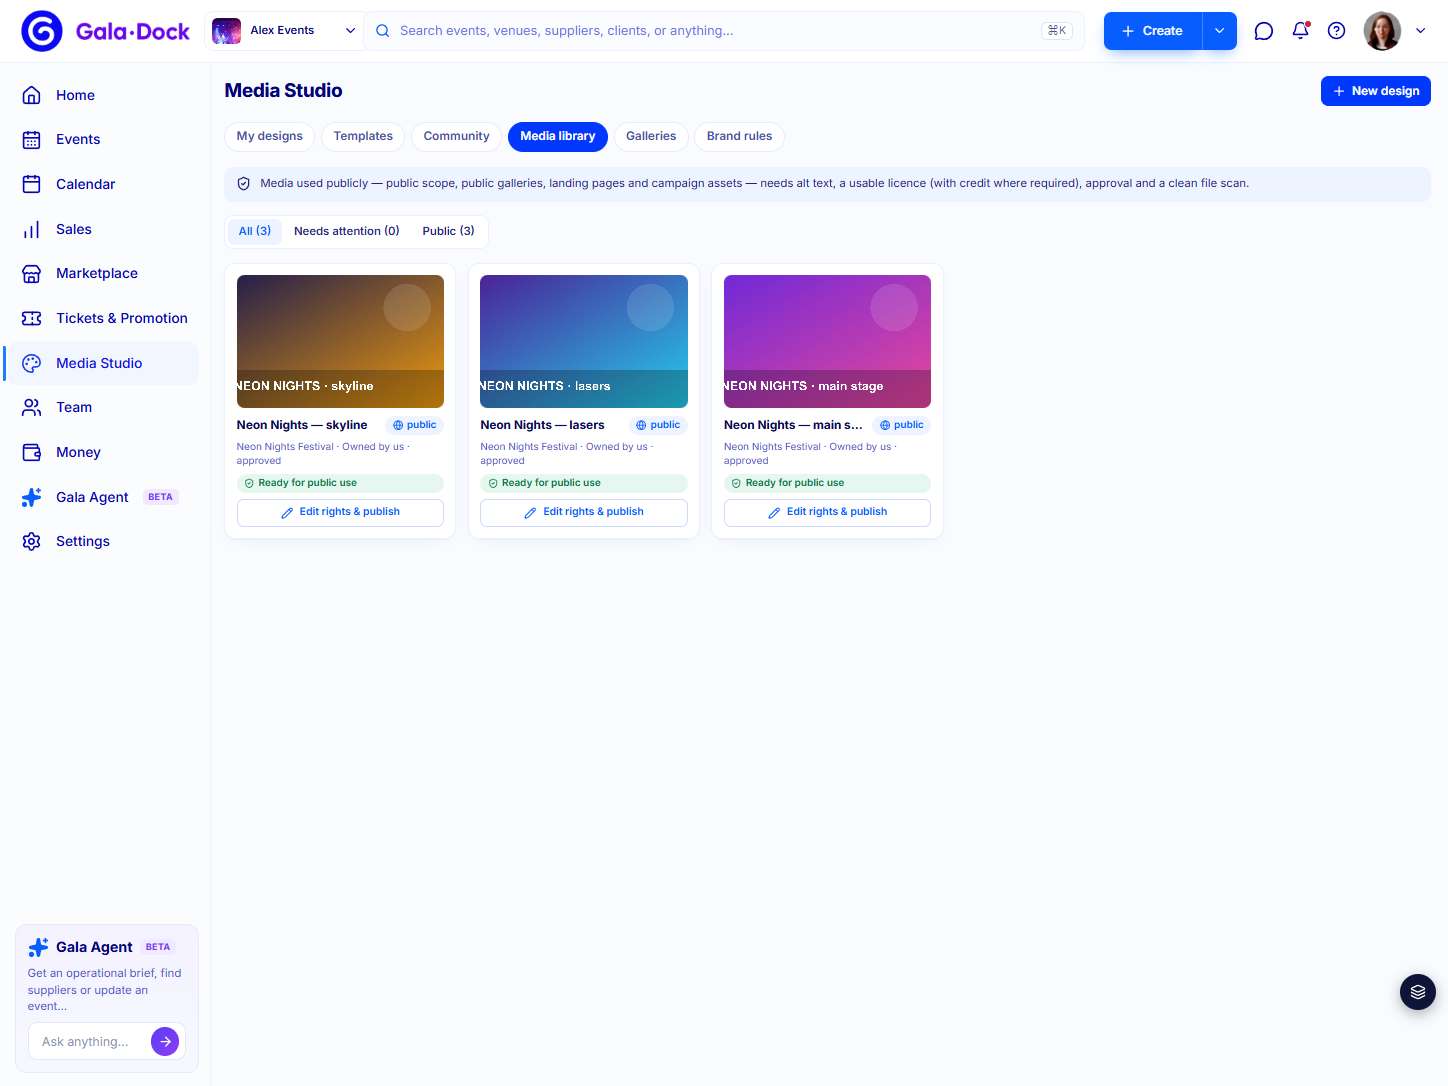 Gala·Dock
Alex Events
Search events, venues, suppliers, clients, or anything...
⌘K
Create
Home
Events
Calendar
Sales
Marketplace
Tickets & Promotion
Media Studio
Team
Money
Gala Agent BETA
Settings
Media Studio
New design
My designs
Templates
Community
Media library
Galleries
Brand rules
Media used publicly — public scope, public galleries, landing pages and campaign assets — needs alt text, a usable licence (with credit where required), approval and a clean file scan.
All (3)
Needs attention (0)
Public (3)
NEON NIGHTS · skyline
Neon Nights — skyline
public
Neon Nights Festival · Owned by us ·
approved
Ready for public use
Edit rights & publish
NEON NIGHTS · lasers
Neon Nights — lasers
public
Neon Nights Festival · Owned by us ·
approved
Ready for public use
Edit rights & publish
NEON NIGHTS · main stage
Neon Nights — main s...
public
Neon Nights Festival · Owned by us ·
approved
Ready for public use
Edit rights & publish
Gala Agent BETA
Get an operational brief, find
suppliers or update an
event...
Ask anything...